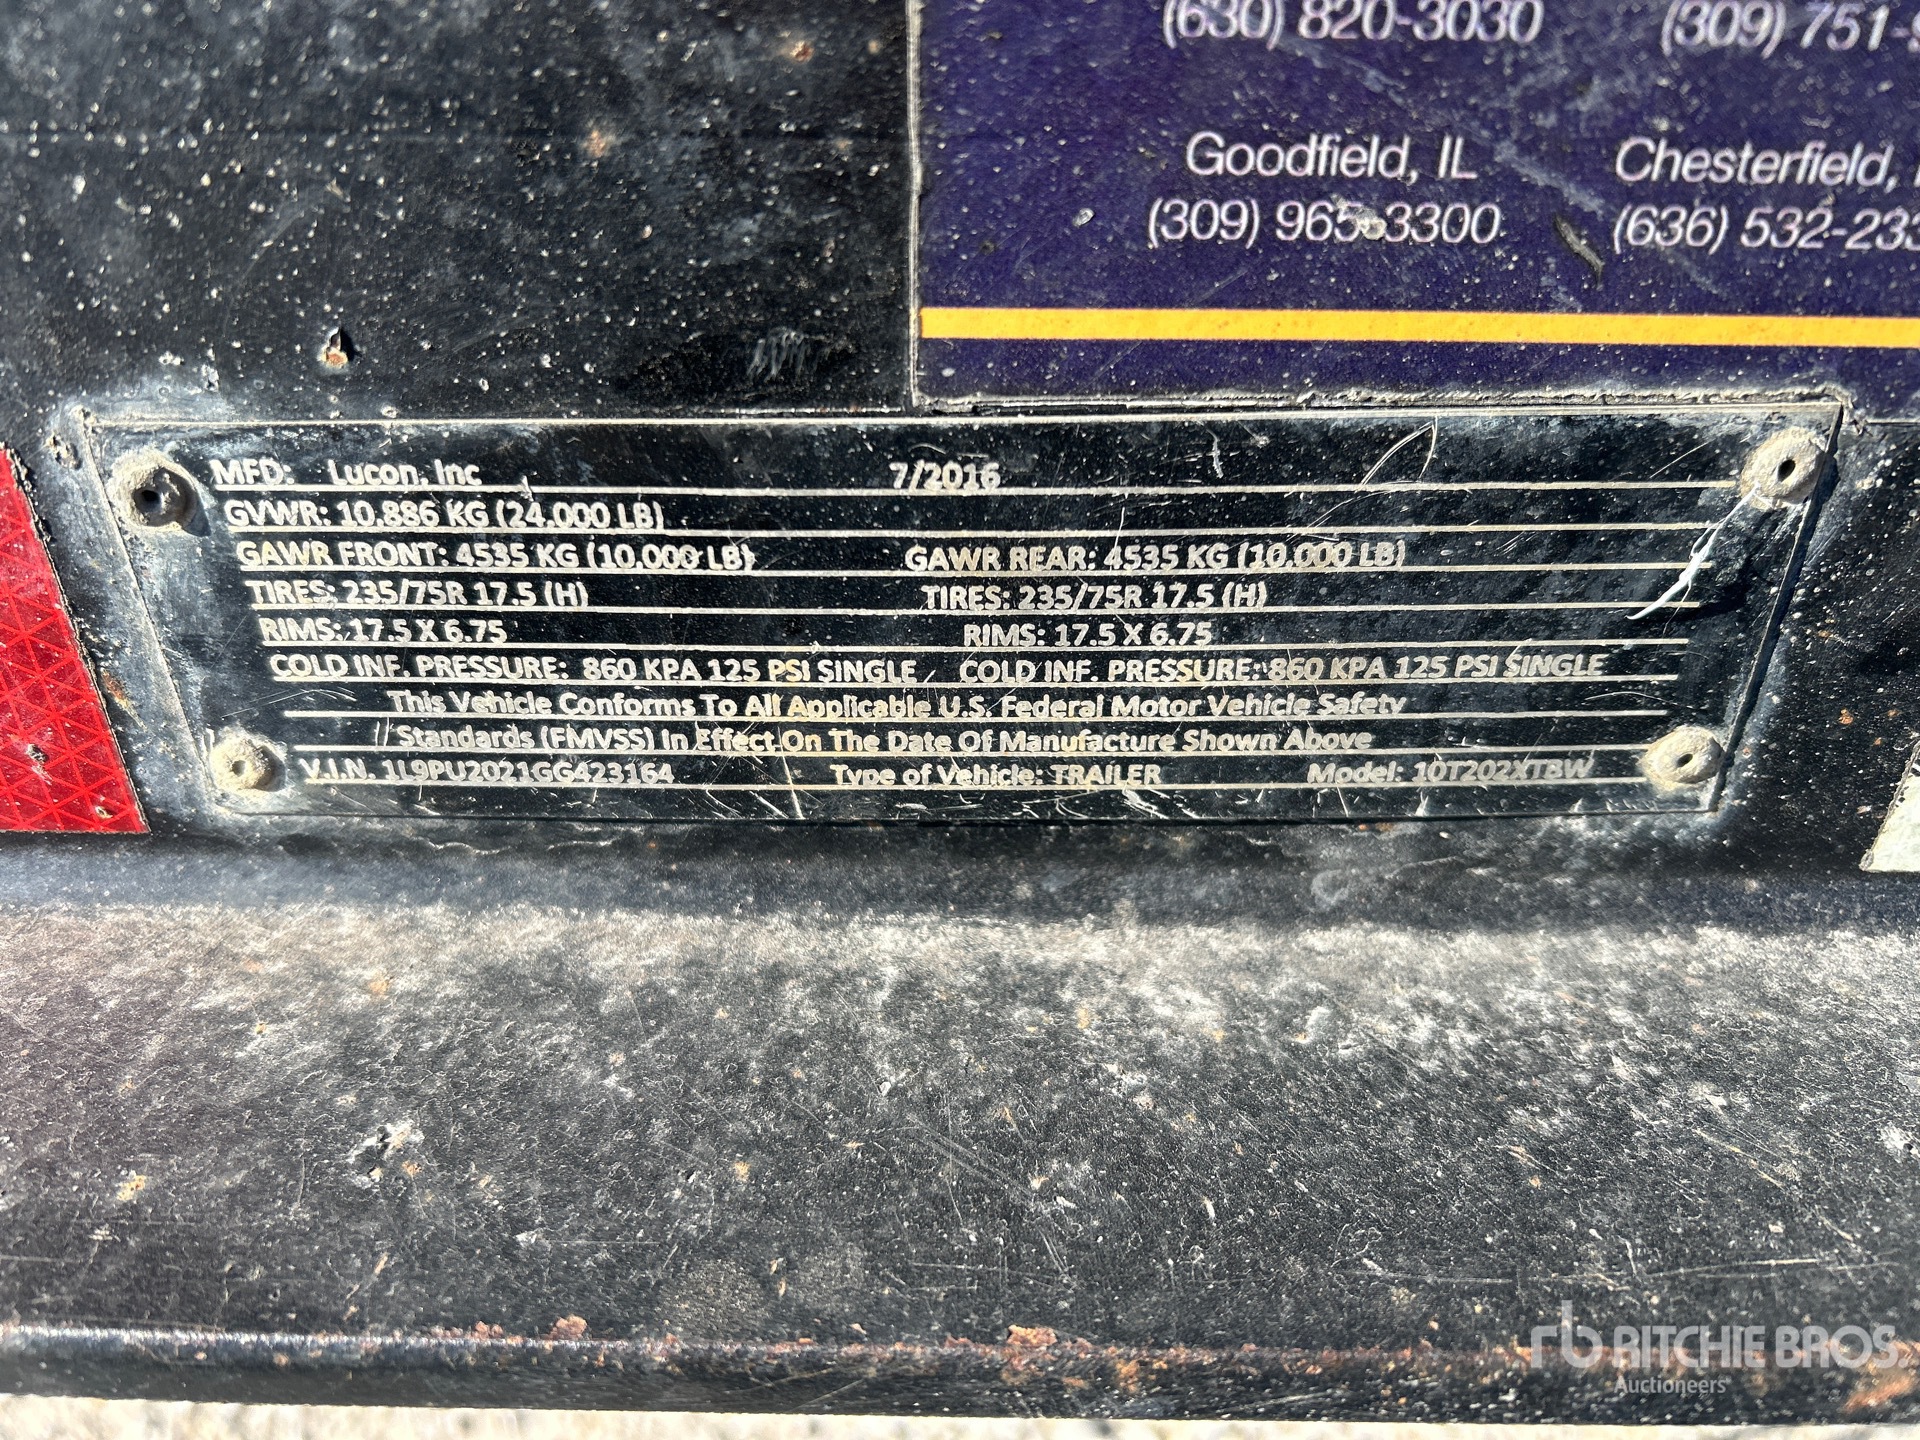 (630) 820-3030 (309) 751-
Goodfield, IL Chesterfield,
(309) 965-3300 (636) 532-233
MFD: Lucon, Inc 7/2016
GVWR: 10,886 KG (24,000 LB)
GAWR FRONT: 4535 KG (10,000 LB) GAWR REAR: 4535 KG (10,000 LB)
TIRES: 235/75R 17.5 (H) TIRES: 235/75R 17.5 (H)
RIMS: 17.5 X 6.75 RIMS: 17.5 X 6.75
COLD INF. PRESSURE: 860 KPA 125 PSI SINGLE COLD INF. PRESSURE: 860 KPA 125 PSI SINGLE
This Vehicle Conforms To All Applicable U.S. Federal Motor Vehicle Safety
Standards (FMVSS) In Effect On The Date Of Manufacture Shown Above
V.I.N. 1L9PU2021GG423164 Type of Vehicle: TRAILER Model: 10T202XTBW
rb RITCHIE BROS.
Auctioneers